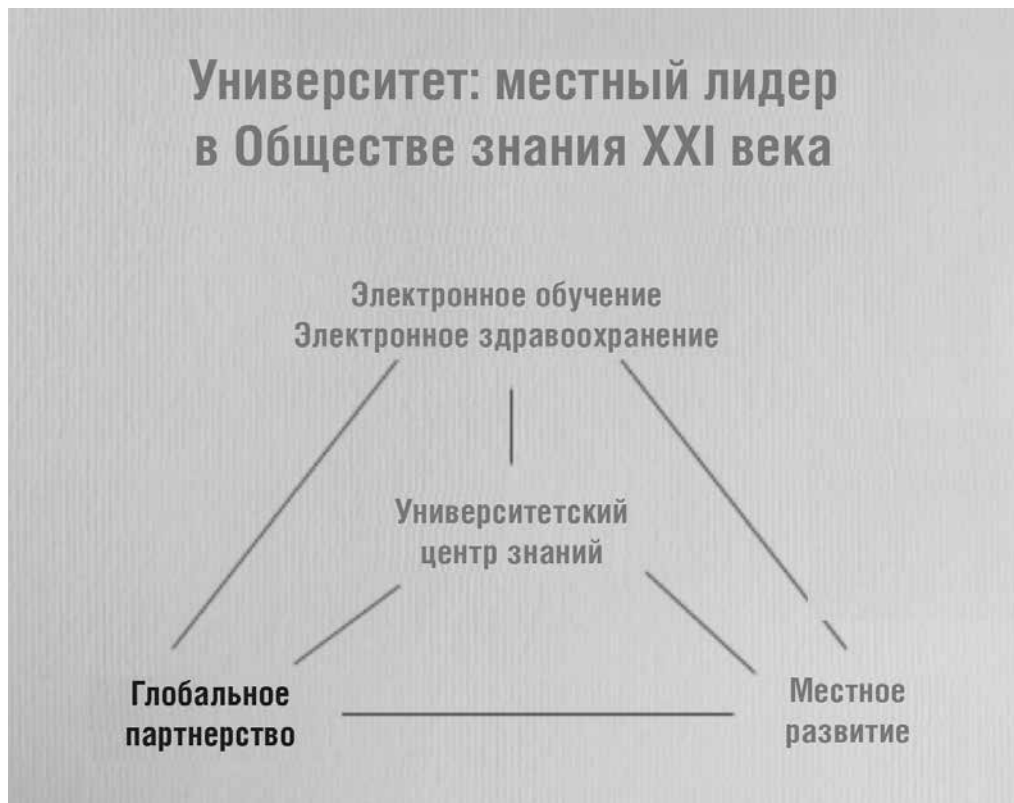 Университет: местный лидер
в Обществе знания XXI века
Электронное обучение
Электронное здравоохранение
Университетский
центр знаний
Глобальное
партнерство
Местное
развитие